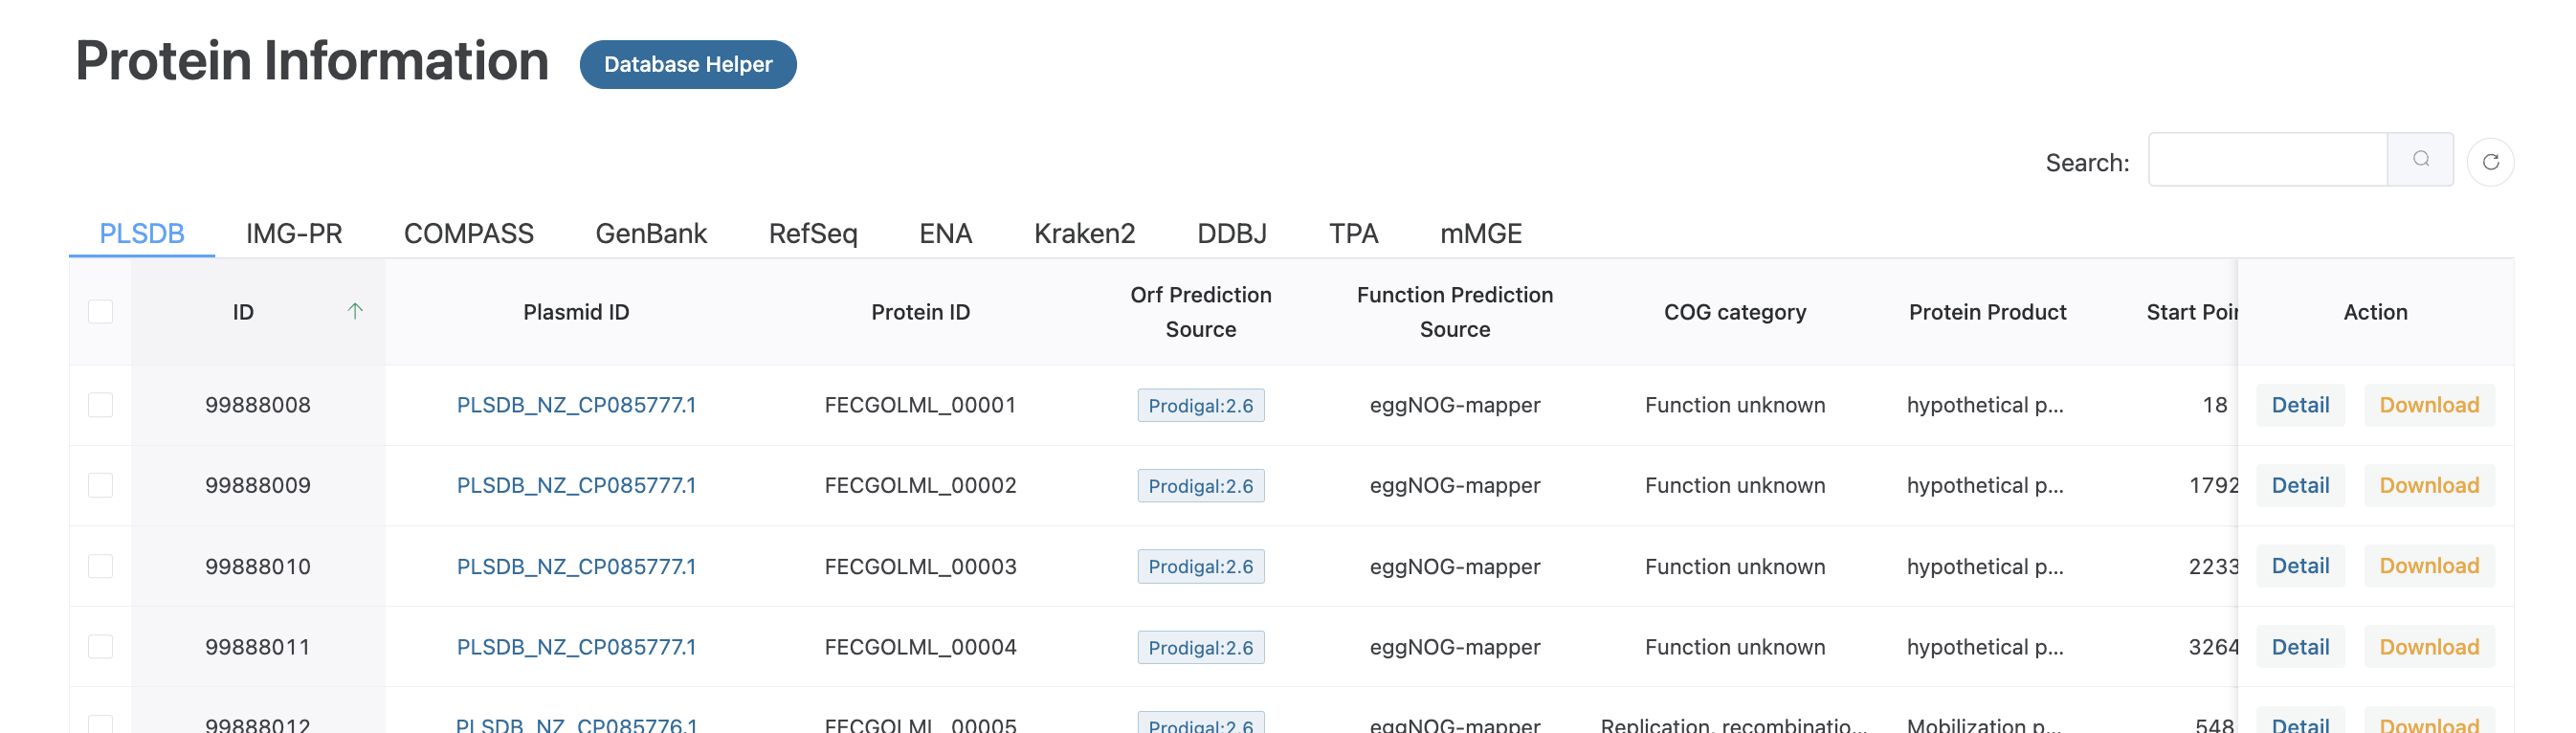 Protein Information Database Helper
Search:
PLSDB IMG-PR COMPASS GenBank RefSeq ENA Kraken2 DDBJ TPA mMGE
ID Plasmid ID Protein ID Orf Prediction Source Function Prediction Source COG category Protein Product Start Poi Action
99888008 PLSDB_NZ_CP085777.1 FECGOLML_00001 Prodigal:2.6 eggNOG-mapper Function unknown hypothetical p... 18 Detail Download
99888009 PLSDB_NZ_CP085777.1 FECGOLML_00002 Prodigal:2.6 eggNOG-mapper Function unknown hypothetical p... 1792 Detail Download
99888010 PLSDB_NZ_CP085777.1 FECGOLML_00003 Prodigal:2.6 eggNOG-mapper Function unknown hypothetical p... 2233 Detail Download
99888011 PLSDB_NZ_CP085777.1 FECGOLML_00004 Prodigal:2.6 eggNOG-mapper Function unknown hypothetical p... 3264 Detail Download
99888012 PLSDB_NZ_CP085776.1 FECGOLML_00005 Prodigal:2.6 eggNOG-mapper Replication, recombinatio... Mobilization p... 548 Detail Download